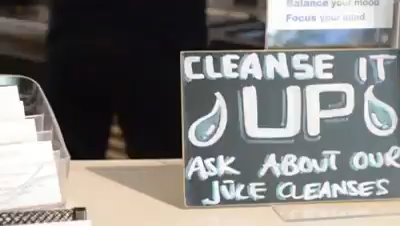 Balance your mood
Focus your mind
CLEANSE IT
UP
ASK ABOUT OUR
JUICE CLEANSES